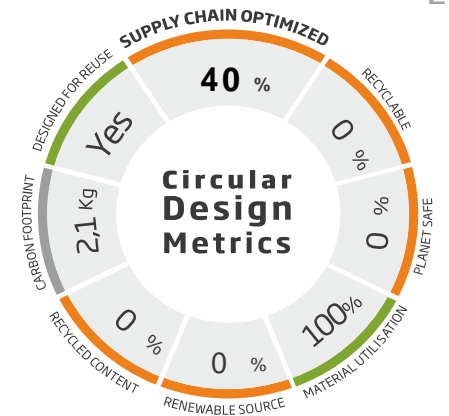 SUPPLY CHAIN OPTIMIZED
40 %
RECYCLABLE
0 %
PLANET SAFE
0 %
MATERIAL UTILISATION
100%
RENEWABLE SOURCE
0 %
RECYCLED CONTENT
0 %
CARBON FOOTPRINT
2,1 Kg
DESIGNED FOR REUSE
Yes
Circular
Design
Metrics